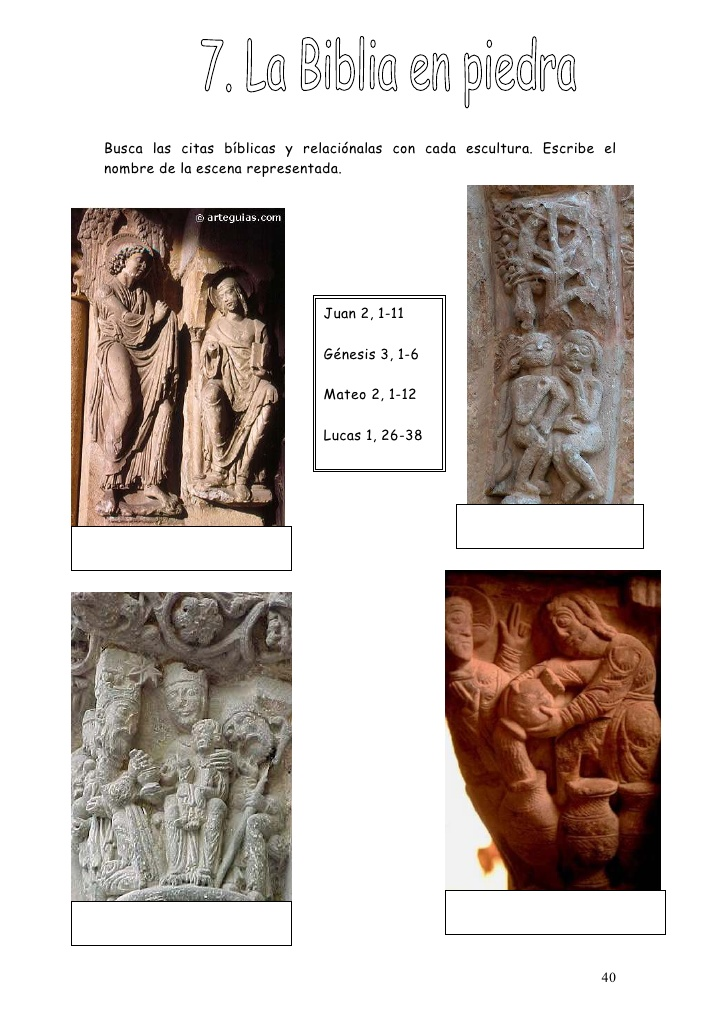 7. La Biblia en piedra
Busca las citas bíblicas y relaciónalas con cada escultura. Escribe el
nombre de la escena representada.
© arteguias.com
Juan 2, 1-11
Génesis 3, 1-6
Mateo 2, 1-12
Lucas 1, 26-38
40